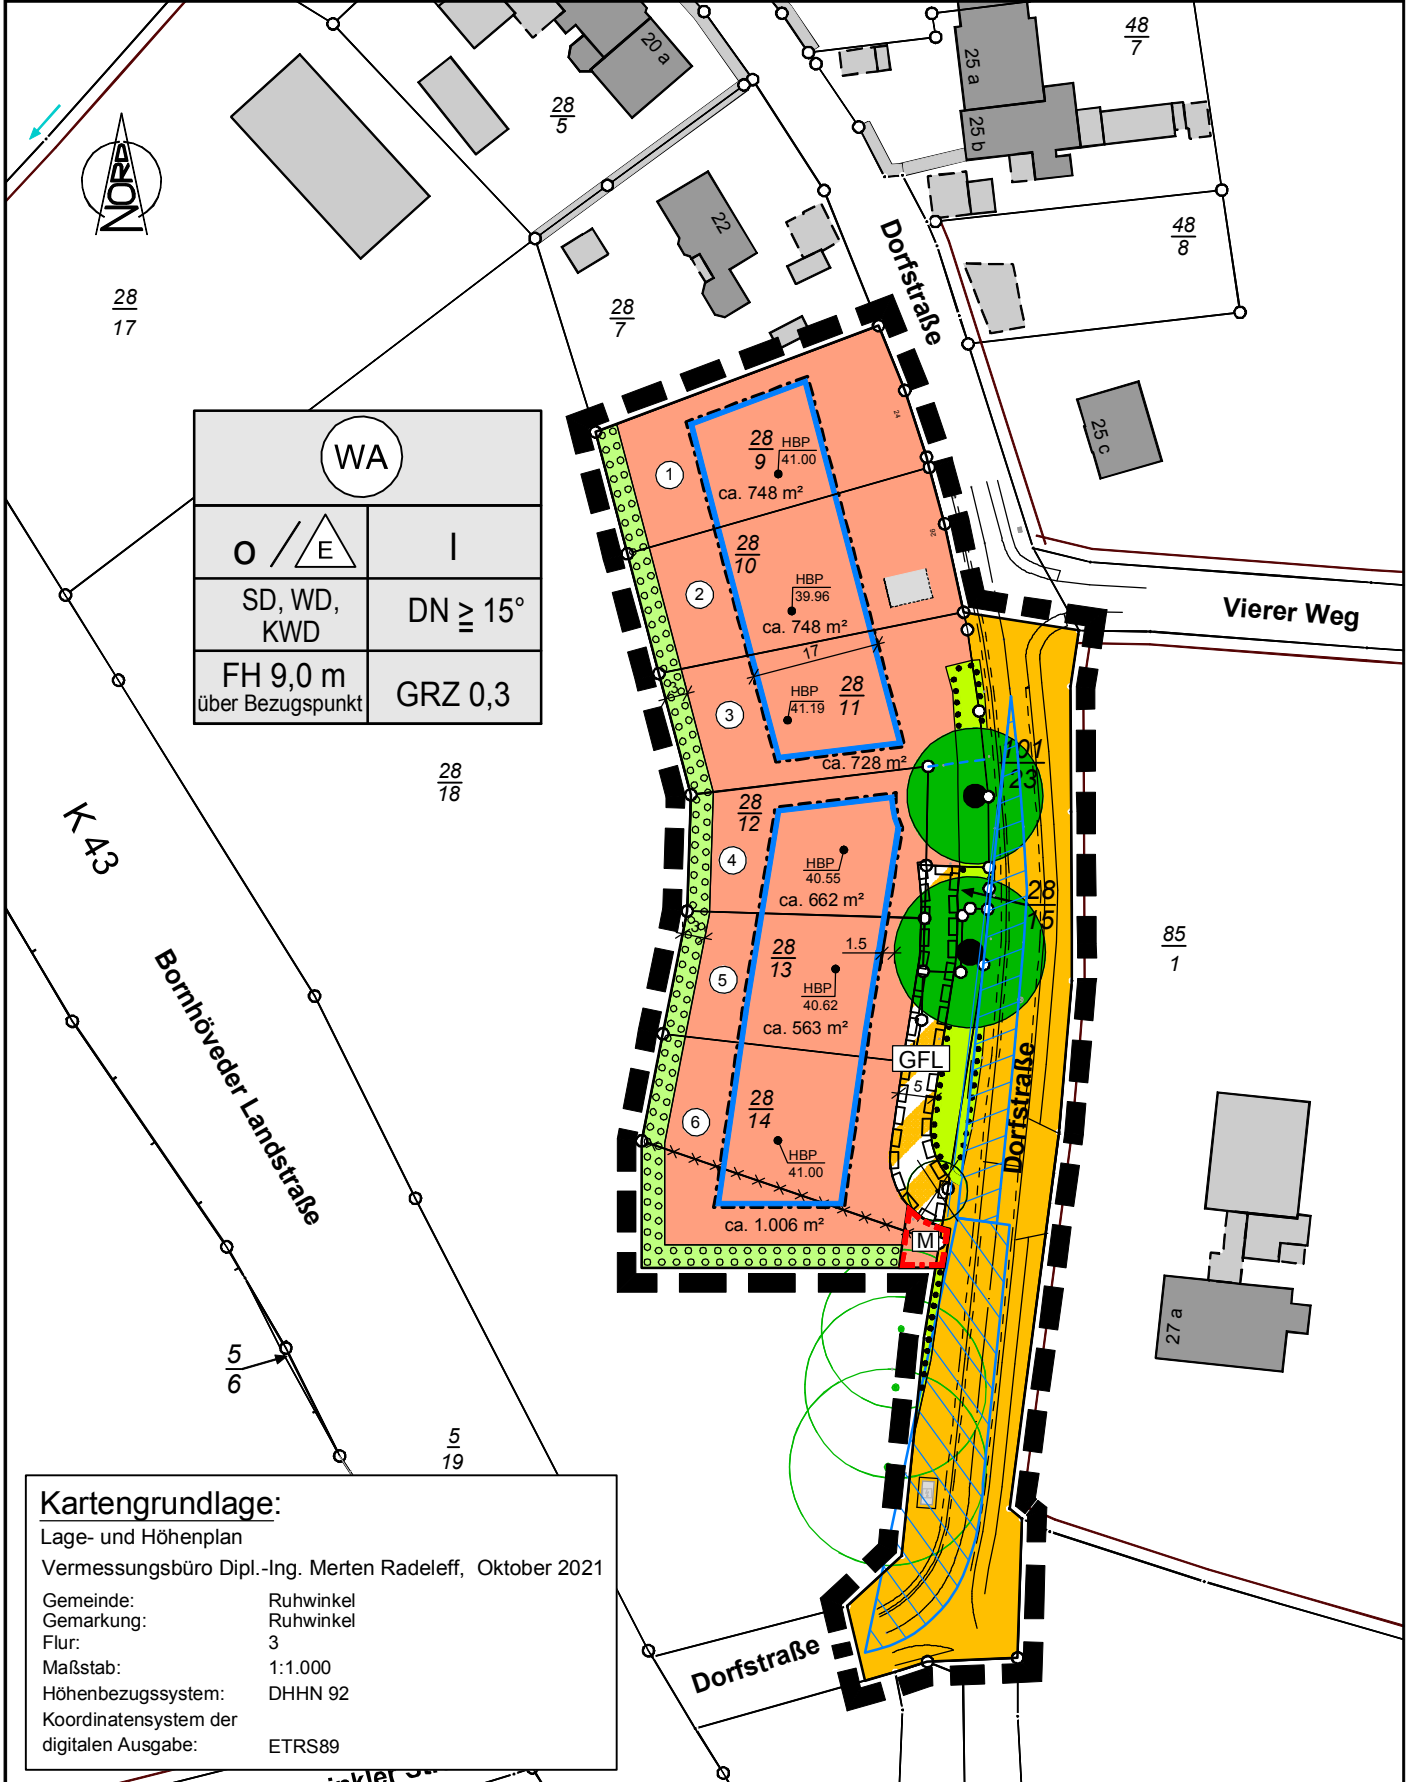 20 a
25 a
48
7
25 b
28
5
NORD
22
48
8
Dorfstraße
28
17
28
7
24
25 c
WA
28
9
HBP
41.00
1
ca. 748 m²
o / E
I
28
10
26
SD, WD,
KWD
DN ≧ 15°
HBP
39.96
2
ca. 748 m²
Vierer Weg
FH 9,0 m
über Bezugspunkt
GRZ 0,3
17
3
HBP
41.19
28
11
3
ca. 728 m²
101
23
28
18
28
12
K 43
4
HBP
40.55
ca. 662 m²
28
15
3
85
1
28
13
1.5
5
HBP
40.62
ca. 563 m²
Bornhöveder Landstraße
GFL
5
Dorfstraße
28
14
6
HBP
41.00
ca. 1.006 m²
M
27 a
5
6
5
19
Kartengrundlage:
Lage- und Höhenplan
Vermessungsbüro Dipl.-Ing. Merten Radeleff, Oktober 2021
Gemeinde: Ruhwinkel
Gemarkung: Ruhwinkel
Flur: 3
Maßstab: 1:1.000
Höhenbezugssystem: DHHN 92
Koordinatensystem der
digitalen Ausgabe: ETRS89
Dorfstraße